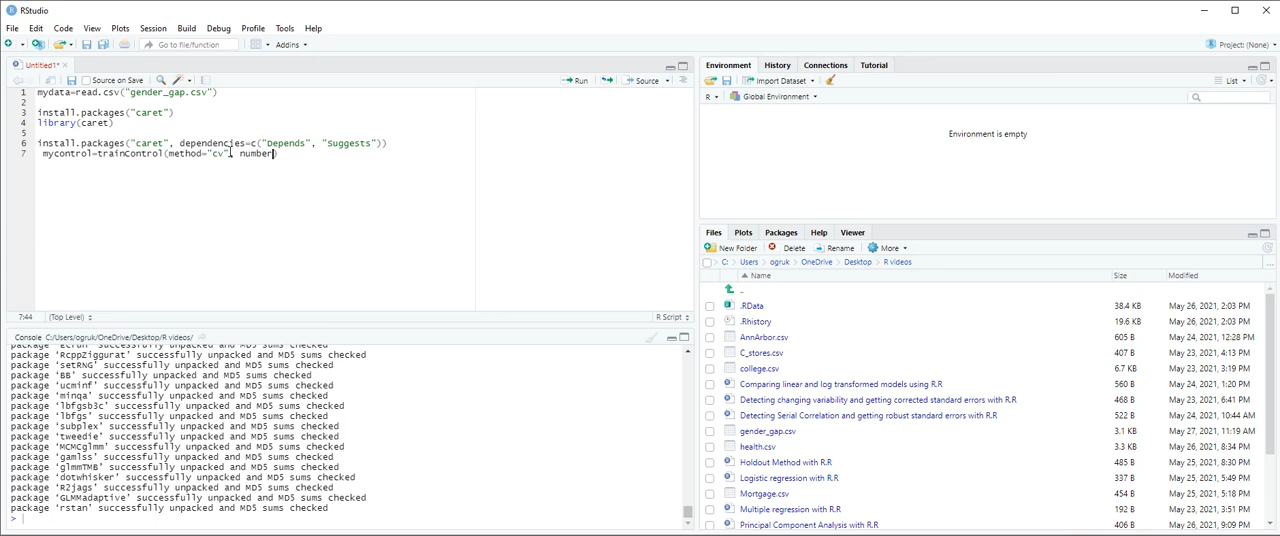 RStudio
File Edit Code View Plots Session Build Debug Profile Tools Help
Go to file/function Addins Project: (None)
Untitled1*
Source on Save Run Source
1 mydata=read.csv("gender_gap.csv")
2
3 install.packages("caret")
4 library(caret)
5
6 install.packages("caret", dependencies=c("Depends", "Suggests"))
7 mycontrol=trainControl(method="cv", number)
7:44 (Top Level) R Script
Console C:/Users/ogruk/OneDrive/Desktop/R videos/
package 'RcppZiggurat' successfully unpacked and MD5 sums checked
package 'setRNG' successfully unpacked and MD5 sums checked
package 'BB' successfully unpacked and MD5 sums checked
package 'ucminf' successfully unpacked and MD5 sums checked
package 'minqa' successfully unpacked and MD5 sums checked
package 'lbfgsb3c' successfully unpacked and MD5 sums checked
package 'lbfgs' successfully unpacked and MD5 sums checked
package 'subplex' successfully unpacked and MD5 sums checked
package 'tweedie' successfully unpacked and MD5 sums checked
package 'MCMCglmm' successfully unpacked and MD5 sums checked
package 'gamlss' successfully unpacked and MD5 sums checked
package 'glmmTMB' successfully unpacked and MD5 sums checked
package 'dotwhisker' successfully unpacked and MD5 sums checked
package 'R2jags' successfully unpacked and MD5 sums checked
package 'GLMMadaptive' successfully unpacked and MD5 sums checked
package 'rstan' successfully unpacked and MD5 sums checked
>
Environment History Connections Tutorial
Import Dataset List
R Global Environment
Environment is empty
Files Plots Packages Help Viewer
New Folder Delete Rename More
C: Users ogruk OneDrive Desktop R videos ...
Name Size Modified
..
.RData 38.4 KB May 26, 2021, 2:03 PM
.Rhistory 19.6 KB May 26, 2021, 2:03 PM
AnnArbor.csv 605 B May 24, 2021, 12:28 PM
C_stores.csv 407 B May 23, 2021, 4:13 PM
college.csv 6.7 KB May 23, 2021, 3:19 PM
Comparing linear and log transformed models using R.R 560 B May 24, 2021, 1:20 PM
Detecting changing variability and getting corrected standard errors with R.R 468 B May 23, 2021, 6:41 PM
Detecting Serial Correlation and getting robust standard errors with R.R 522 B May 24, 2021, 10:44 AM
gender_gap.csv 3.1 KB May 27, 2021, 11:19 AM
health.csv 3.3 KB May 26, 2021, 8:34 PM
Holdout Method with R.R 485 B May 25, 2021, 8:30 PM
Logistic regression with R.R 337 B May 25, 2021, 5:49 PM
Mortgage.csv 454 B May 25, 2021, 5:18 PM
Multiple regression with R.R 192 B May 23, 2021, 3:51 PM
Principal Component Analysis with R.R 406 B May 26, 2021, 9:09 PM